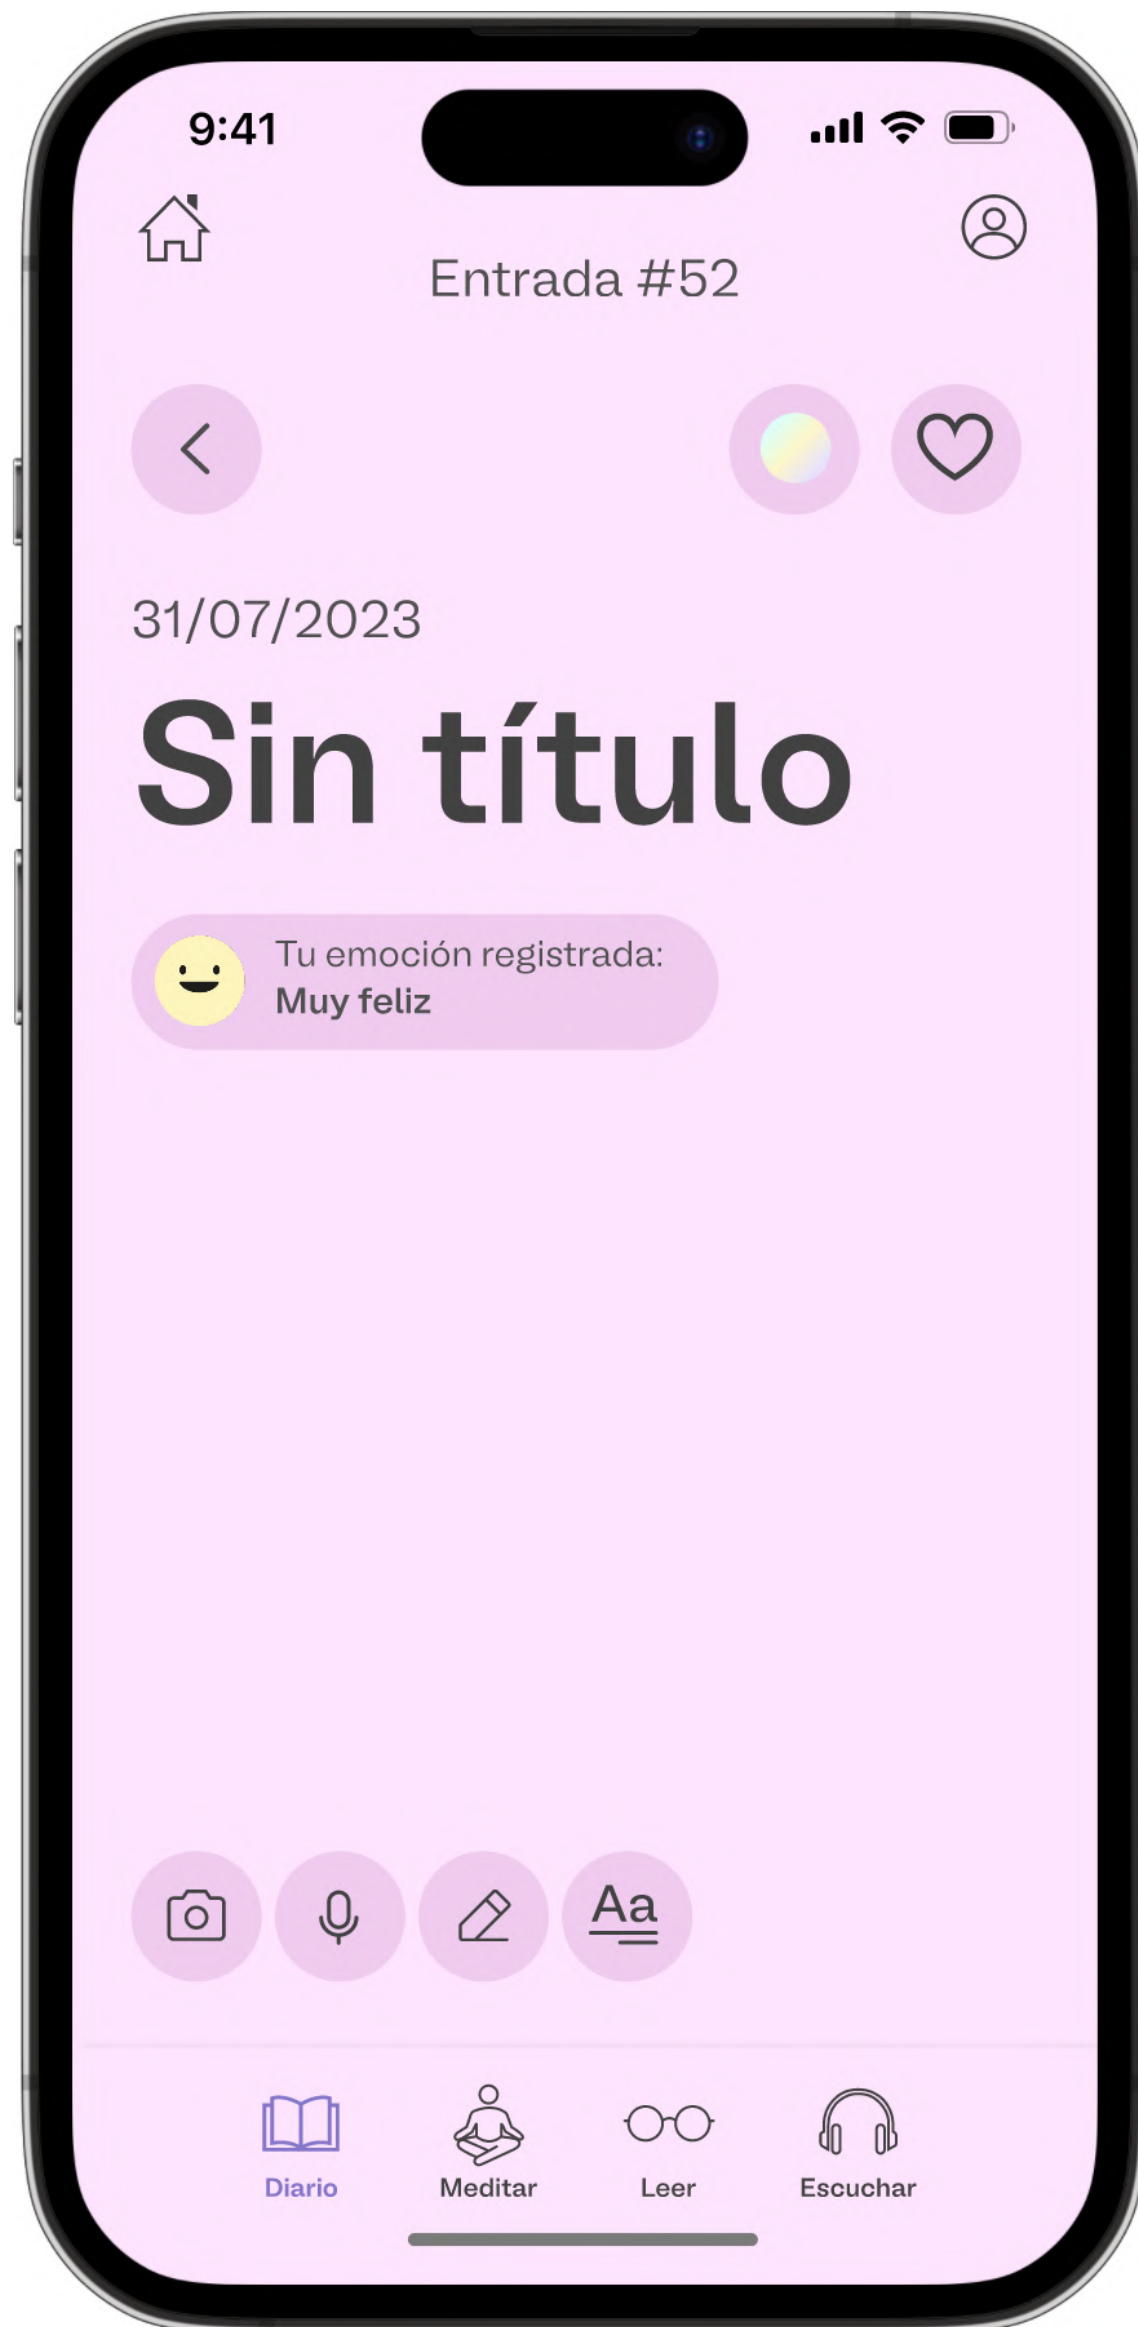 9:41
Entrada #52
31/07/2023
Sin título
Tu emoción registrada:
Muy feliz
Aa
Diario
Meditar
Leer
Escuchar